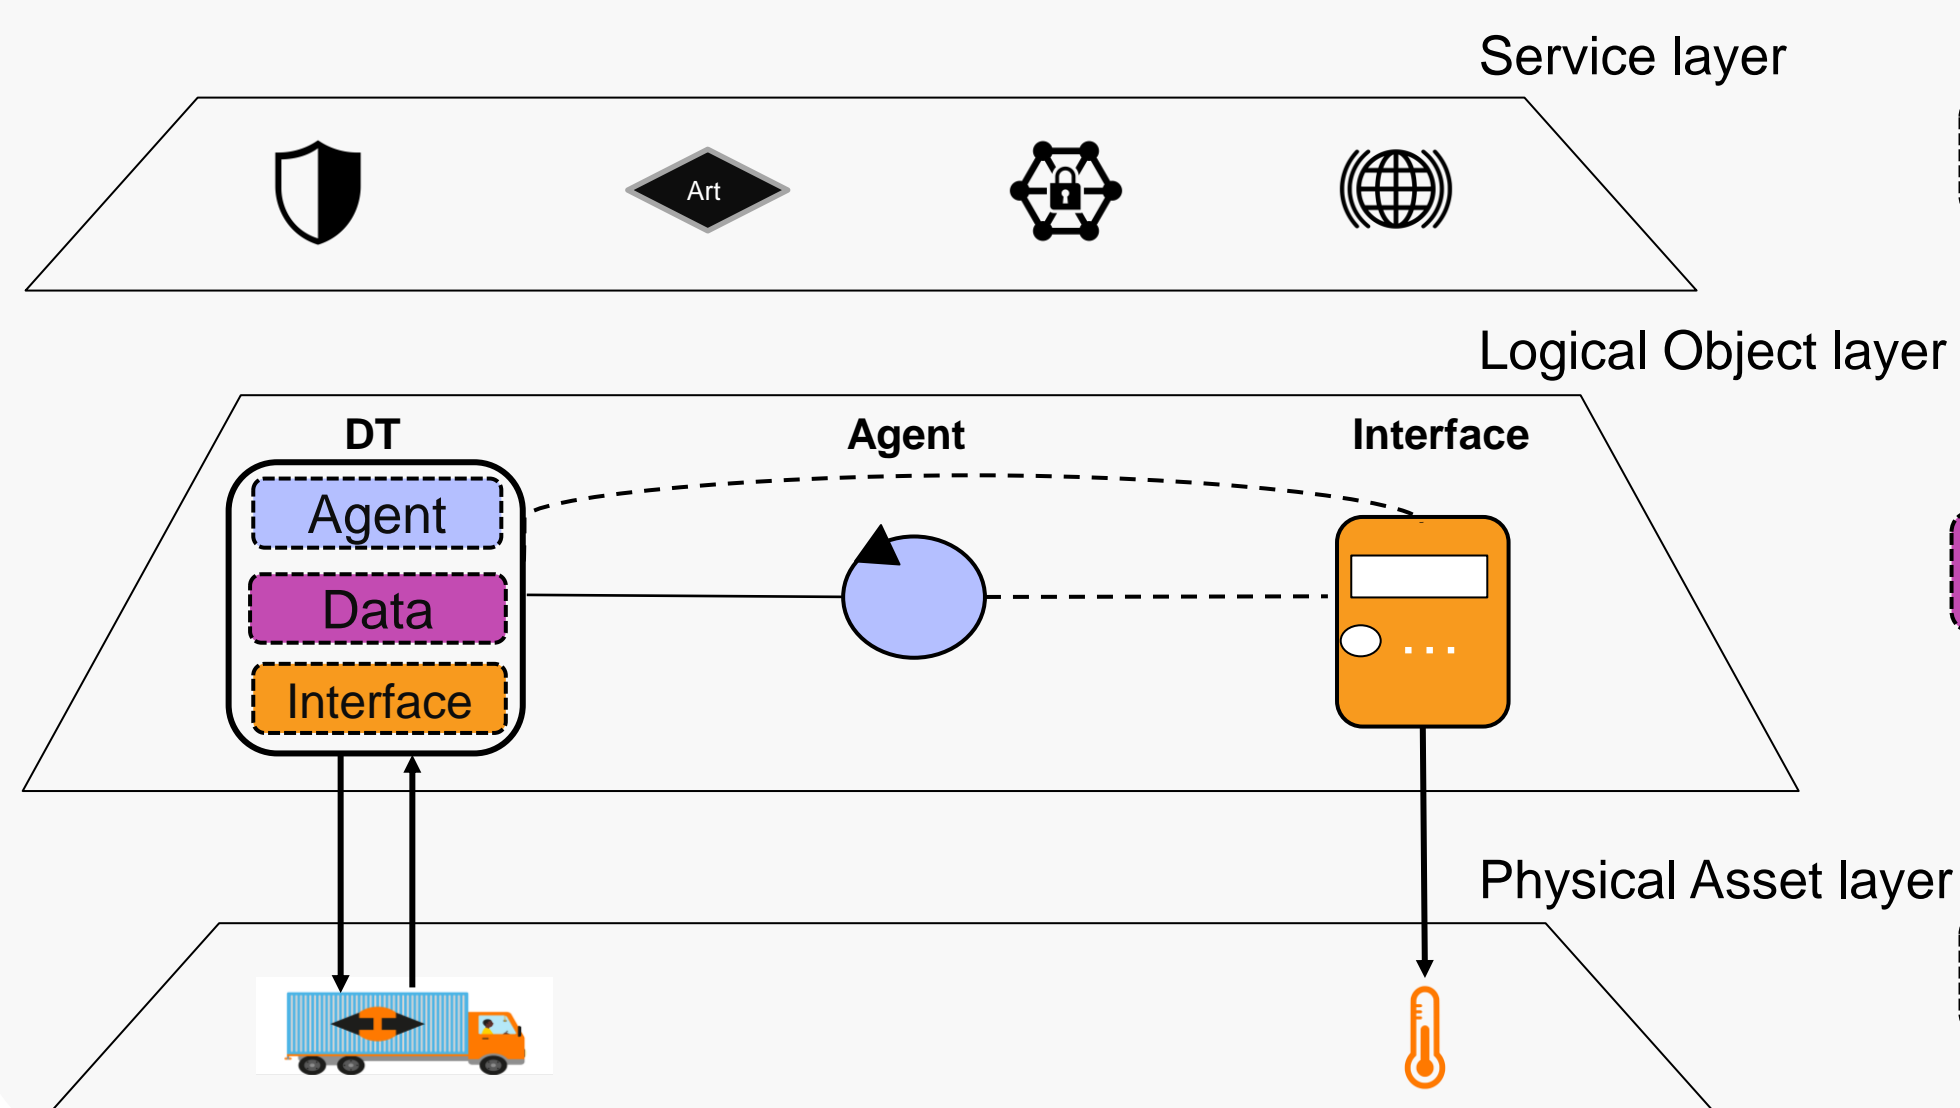 Service layer
Art
Logical Object layer
DT
Agent
Interface
Agent
Data
Interface
...
Physical Asset layer